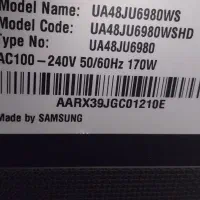 Model Name: UA48JU6980WS
Model Code: UA48JU6980WSHD
Type No: UA48JU6980
AC100-240V 50/60Hz 170W
AARX39JGC01210E
Made by SAMSUNG